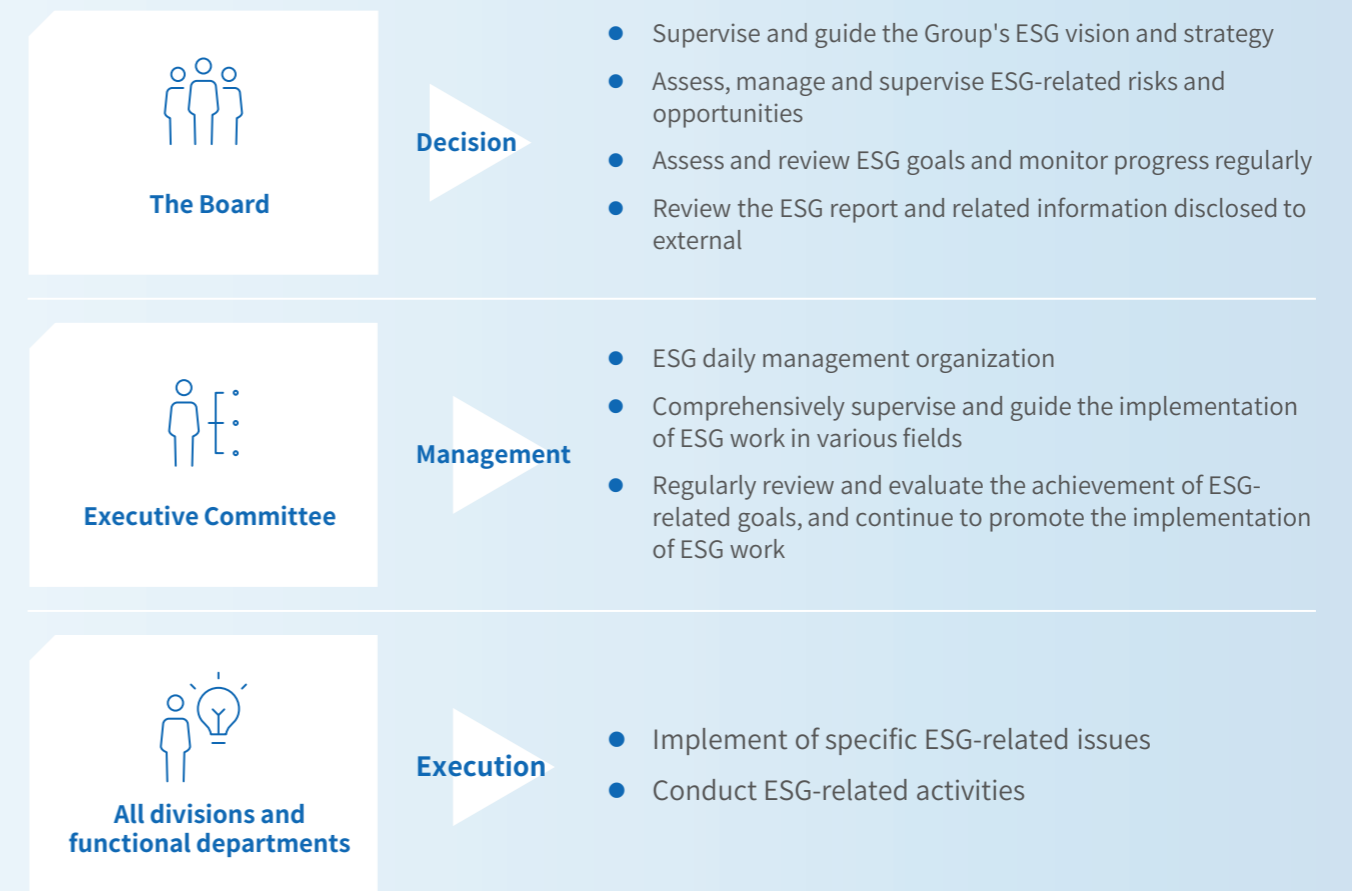 The Board
Decision
● Supervise and guide the Group's ESG vision and strategy
● Assess, manage and supervise ESG-related risks and
opportunities
● Assess and review ESG goals and monitor progress regularly
● Review the ESG report and related information disclosed to
external
Executive Committee
Management
● ESG daily management organization
● Comprehensively supervise and guide the implementation
of ESG work in various fields
● Regularly review and evaluate the achievement of ESG-
related goals, and continue to promote the implementation
of ESG work
All divisions and
functional departments
Execution
● Implement of specific ESG-related issues
● Conduct ESG-related activities